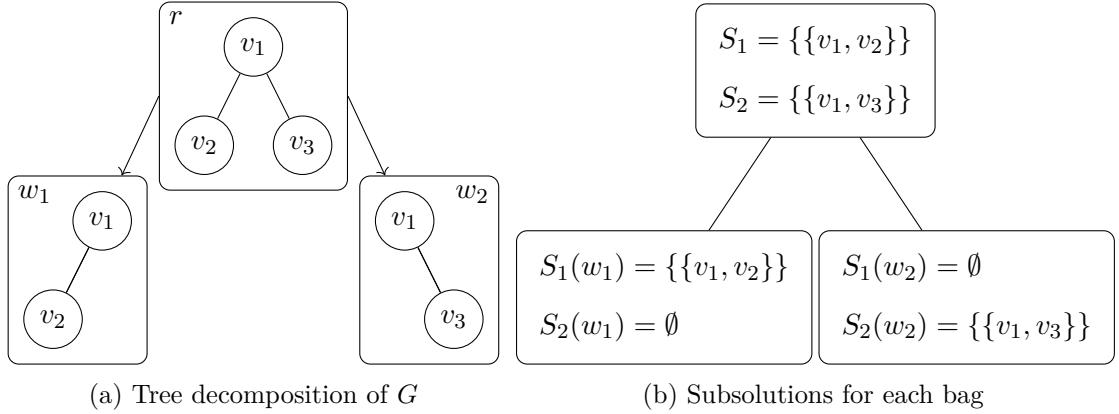 r
v₁
v₂ v₃
w₁
v₁
v₂
w₂
v₁
v₃
(a) Tree decomposition of G
S₁ = {{v₁, v₂}}
S₂ = {{v₁, v₃}}
S₁(w₁) = {{v₁, v₂}}
S₂(w₁) = ∅
S₁(w₂) = ∅
S₂(w₂) = {{v₁, v₃}}
(b) Subsolutions for each bag